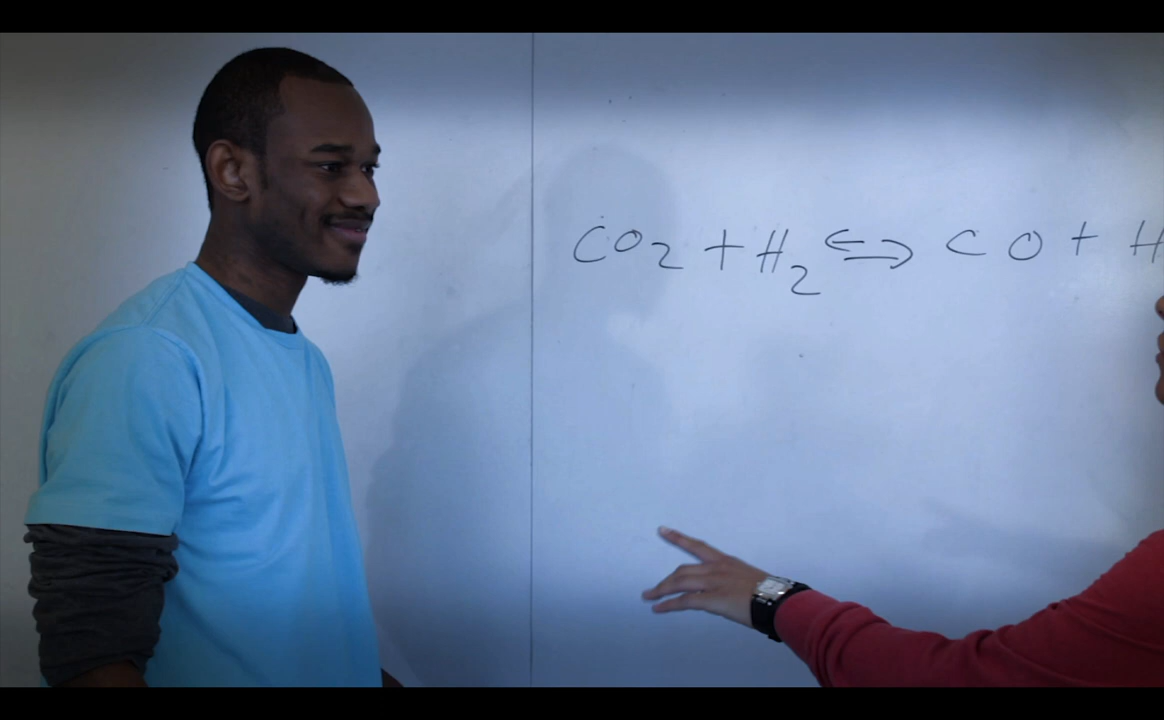 CO2 + H2 ⇆ CO + H